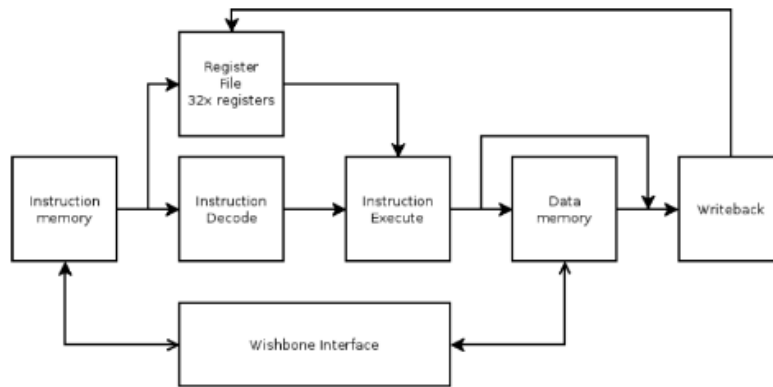 Register
File
32x registers
Instruction
memory
Instruction
Decode
Instruction
Execute
Data
memory
Writeback
Wishbone Interface